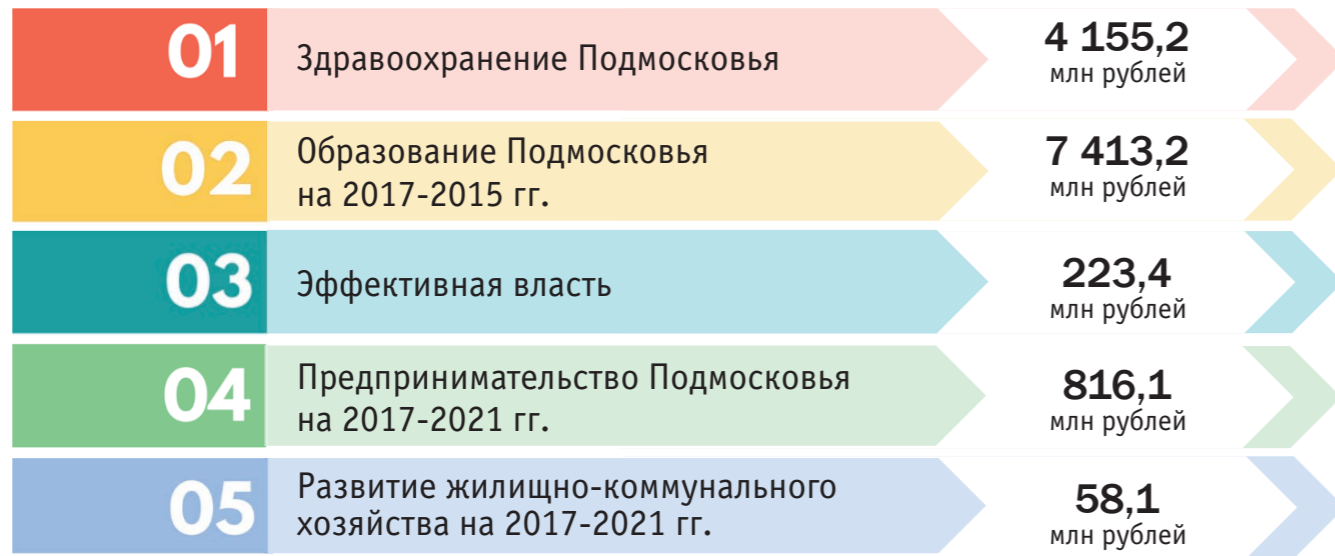 01
Здравоохранение Подмосковья
4 155,2
млн рублей
02
Образование Подмосковья
на 2017-2015 гг.
7 413,2
млн рублей
03
Эффективная власть
223,4
млн рублей
04
Предпринимательство Подмосковья
на 2017-2021 гг.
816,1
млн рублей
05
Развитие жилищно-коммунального
хозяйства на 2017-2021 гг.
58,1
млн рублей